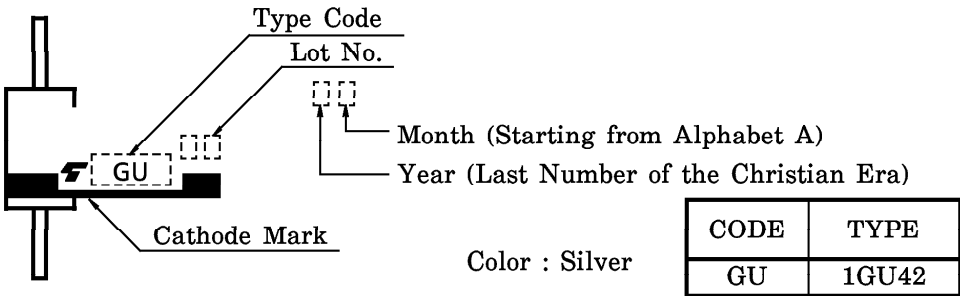 Type Code
Lot No.
Month (Starting from Alphabet A)
GU
Year (Last Number of the Christian Era)
Cathode Mark
Color : Silver
CODE TYPE
GU 1GU42